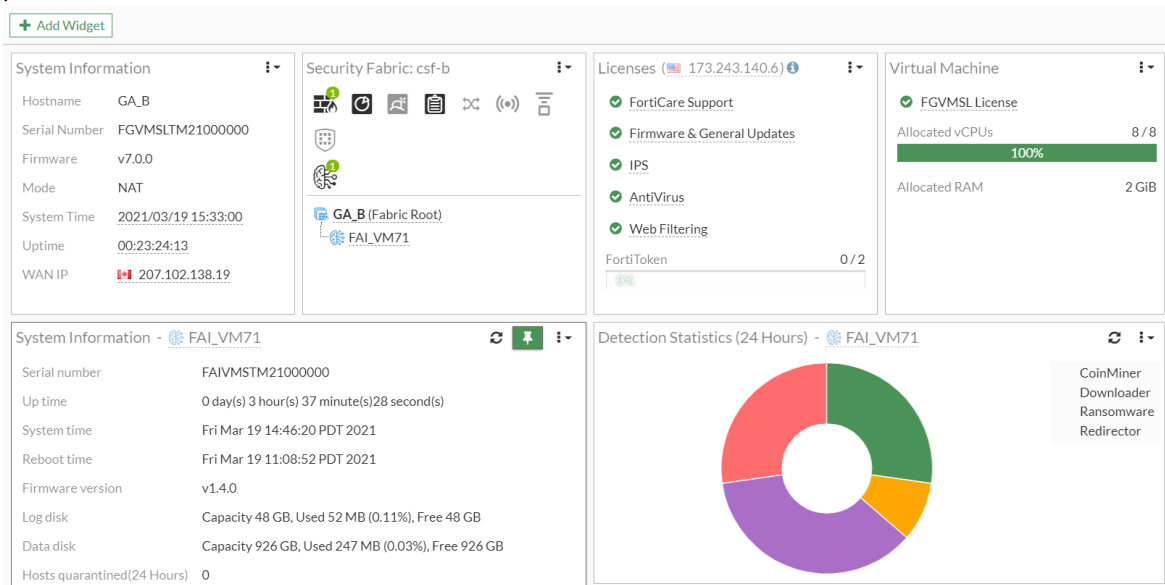 + Add Widget
System Information
Hostname GA_B
Serial Number FGVMSLTM21000000
Firmware v7.0.0
Mode NAT
System Time 2021/03/19 15:33:00
Uptime 00:23:24:13
WAN IP 207.102.138.19
Security Fabric: csf-b
1
1
GA_B (Fabric Root)
FAI_VM71
Licenses ( 173.243.140.6)
FortiCare Support
Firmware & General Updates
IPS
AntiVirus
Web Filtering
FortiToken 0 / 2
0%
Virtual Machine
FGVMSL License
Allocated vCPUs 8 / 8
100%
Allocated RAM 2 GiB
System Information - FAI_VM71
Serial number FAIVMSTM21000000
Up time 0 day(s) 3 hour(s) 37 minute(s)28 second(s)
System time Fri Mar 19 14:46:20 PDT 2021
Reboot time Fri Mar 19 11:08:52 PDT 2021
Firmware version v1.4.0
Log disk Capacity 48 GB, Used 52 MB (0.11%), Free 48 GB
Data disk Capacity 926 GB, Used 247 MB (0.03%), Free 926 GB
Hosts quarantined(24 Hours) 0
Detection Statistics (24 Hours) - FAI_VM71
CoinMiner
Downloader
Ransomware
Redirector